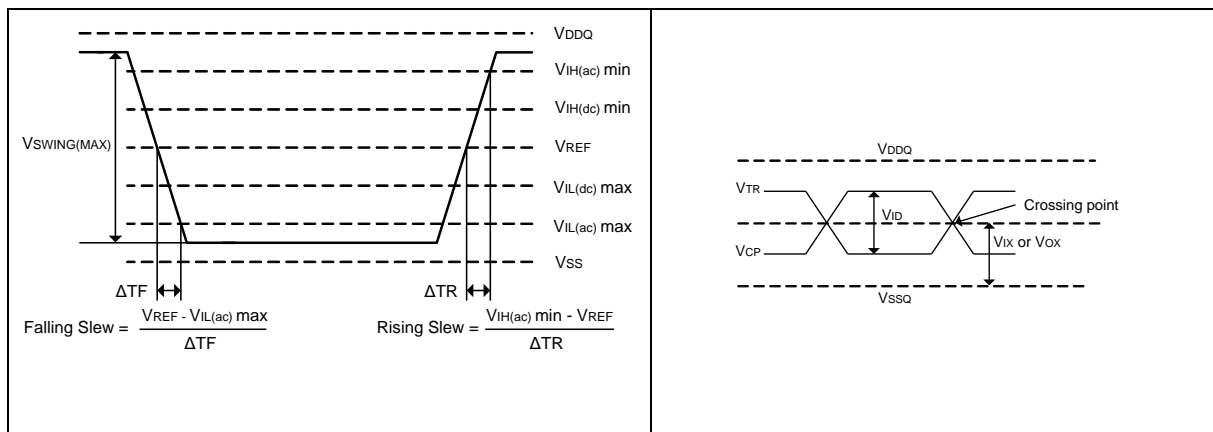 VDDQ
VIH(ac) min
VIH(dc) min
VSWING(MAX)
VREF
VIL(dc) max
VIL(ac) max
VSS
ΔTF
ΔTR
Falling Slew = VREF - VIL(ac) max
ΔTF
Rising Slew = VIH(ac) min - VREF
ΔTR
VDDQ
VTR
VID
Crossing point
VCP
VIX or VOX
VSSQ